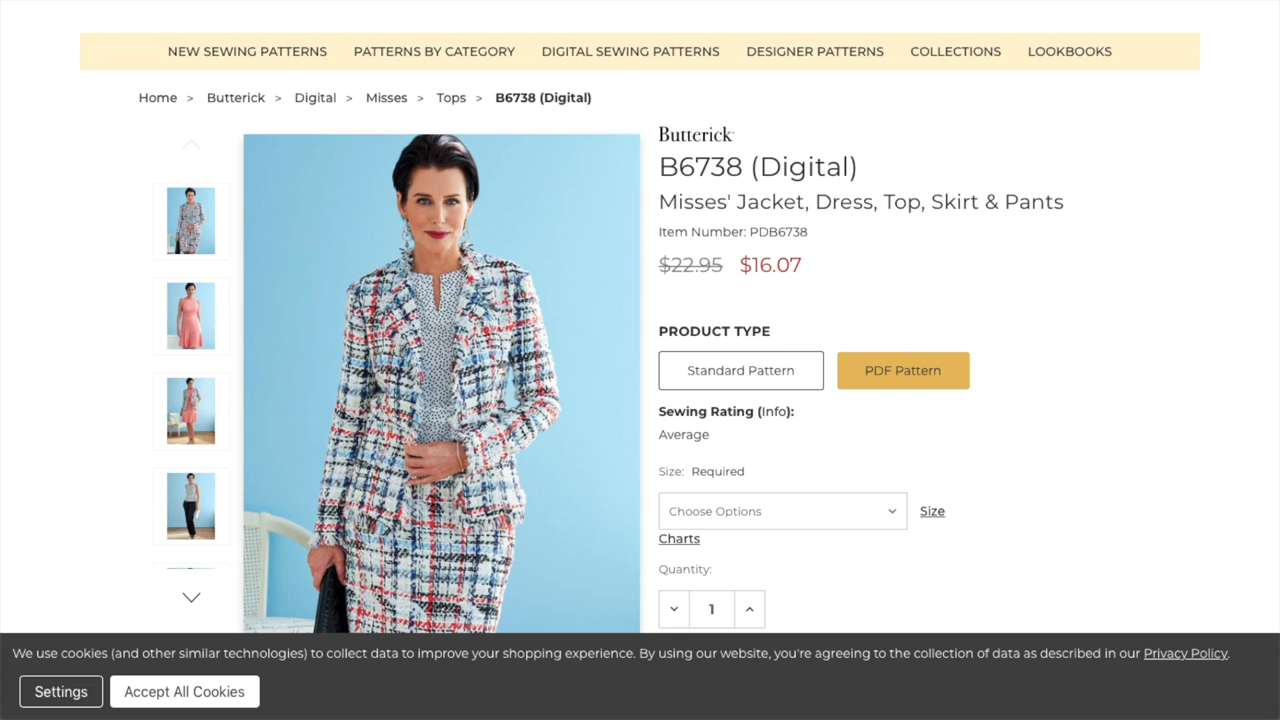 NEW SEWING PATTERNS PATTERNS BY CATEGORY DIGITAL SEWING PATTERNS DESIGNER PATTERNS COLLECTIONS LOOKBOOKS
Home > Butterick > Digital > Misses > Tops > B6738 (Digital)
Butterick
B6738 (Digital)
Misses' Jacket, Dress, Top, Skirt & Pants
Item Number: PDB6738
$22.95 $16.07
PRODUCT TYPE
Standard Pattern PDF Pattern
Sewing Rating (Info):
Average
Size: Required
Choose Options Size
Charts
Quantity:
1
We use cookies (and other similar technologies) to collect data to improve your shopping experience. By using our website, you're agreeing to the collection of data as described in our Privacy Policy.
Settings Accept All Cookies